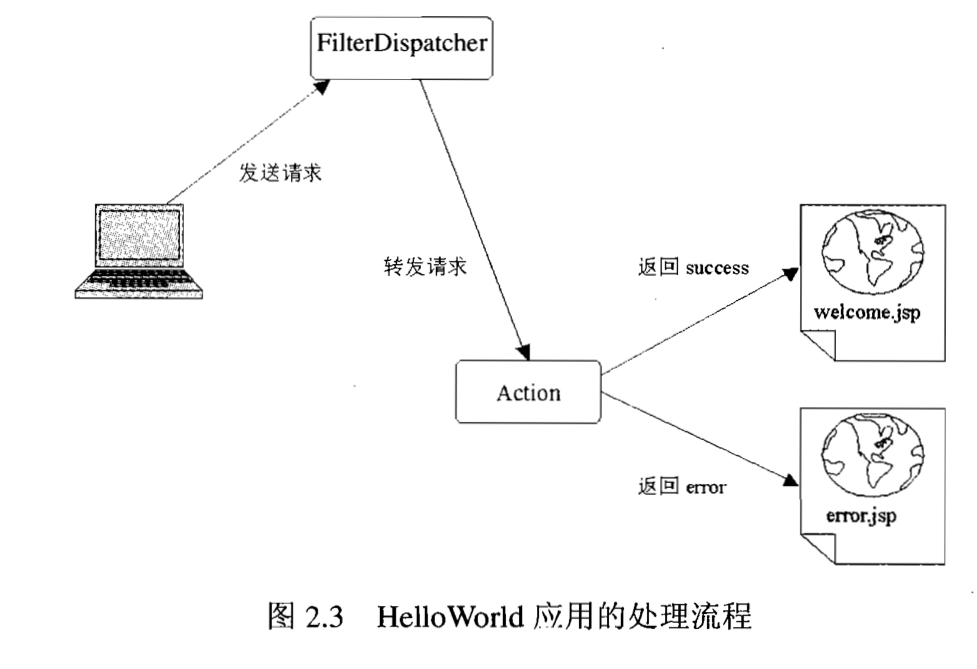 FilterDispatcher
发送请求
转发请求
返回 success
welcome.jsp
Action
返回 error
error.jsp
图 2.3 HelloWorld 应用的处理流程